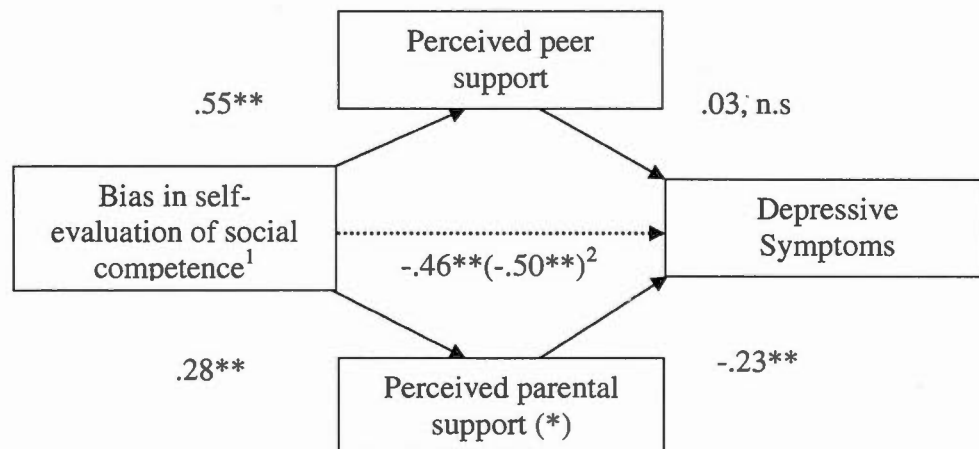 Perceived peer
support
.55**
.03, n.s
Bias in self-
evaluation of social
competence¹
-.46**(-.50**)²
Depressive
Symptoms
.28**
-.23**
Perceived parental
support (*)